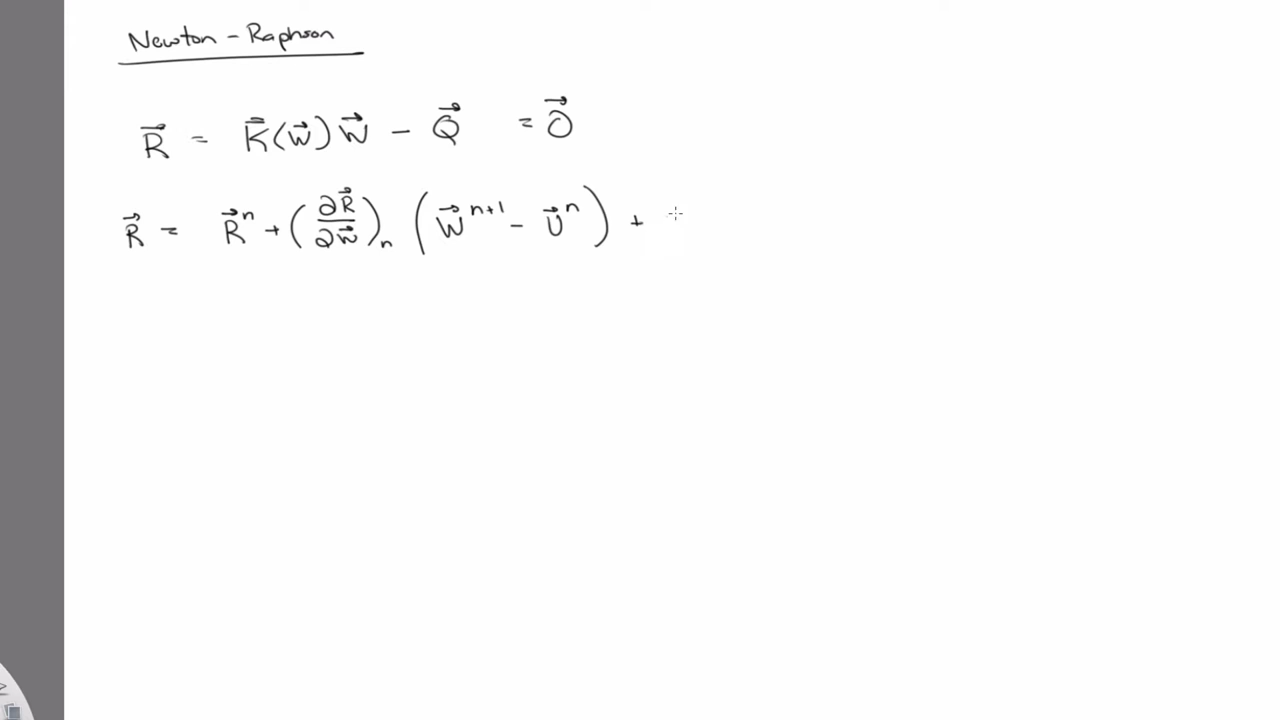 Newton - Raphson
R⃗ = K̿(w⃗)w⃗ - Q⃗ = 0⃗
R⃗ = R⃗ⁿ + (∂R⃗/∂w⃗)ₙ (w⃗ⁿ⁺¹ - U⃗ⁿ) +